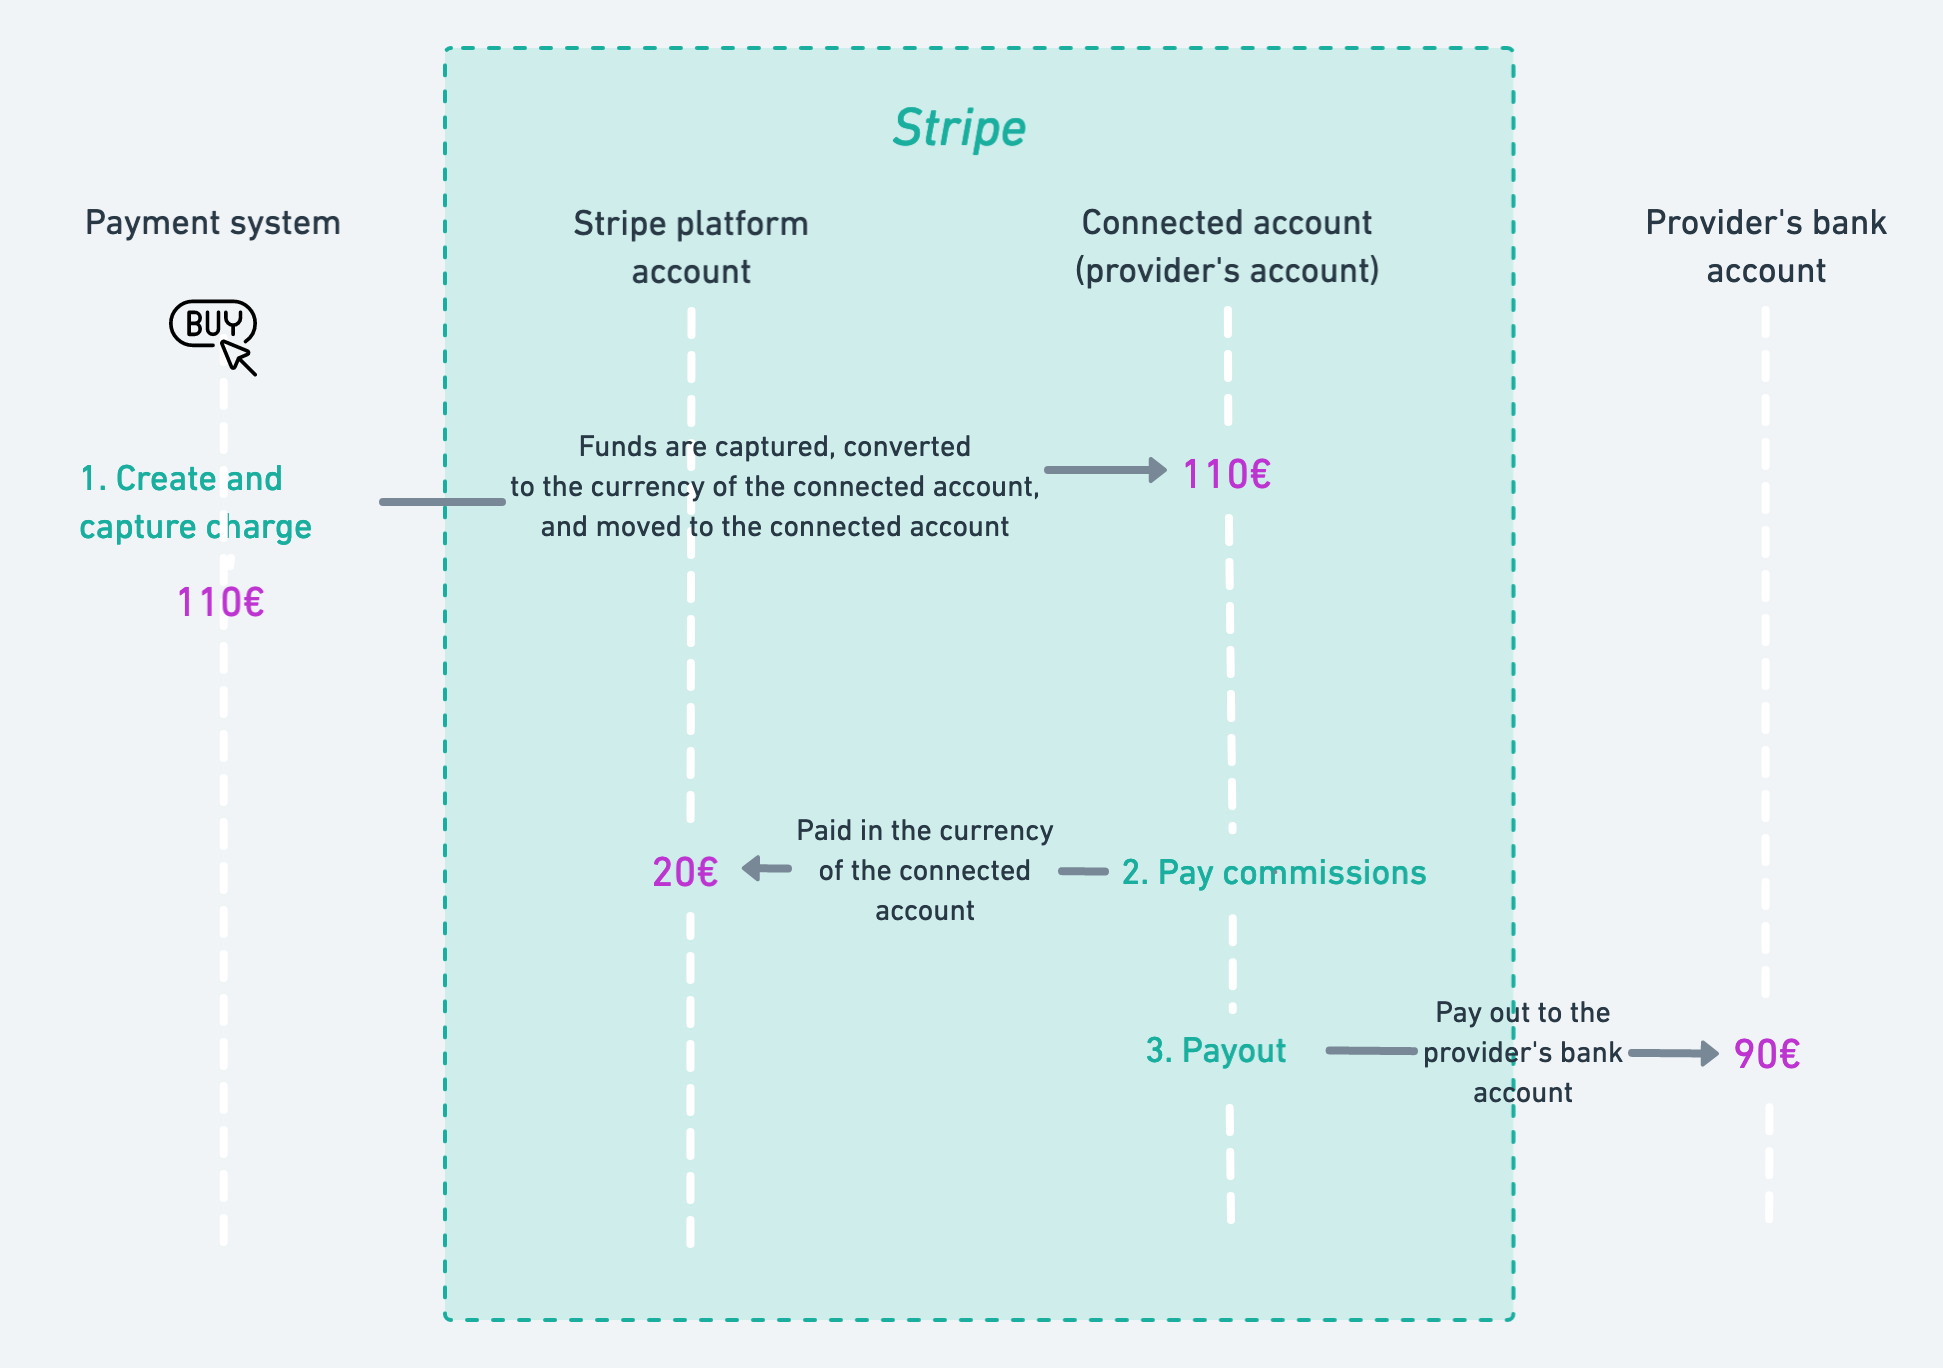 Stripe
Payment system
Stripe platform
account
Connected account
(provider's account)
Provider's bank
account
BUY
1. Create and
capture charge
110€
Funds are captured, converted
to the currency of the connected account,
and moved to the connected account
110€
20€
Paid in the currency
of the connected
account
2. Pay commissions
3. Payout
Pay out to the
provider's bank
account
90€